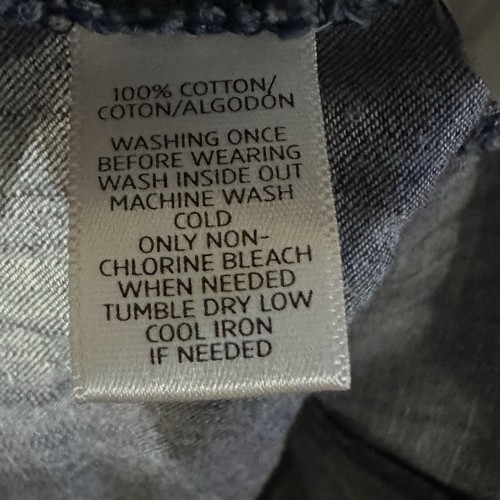 100% COTTON/
COTON/ALGODÓN
WASHING ONCE
BEFORE WEARING
WASH INSIDE OUT
MACHINE WASH
COLD
ONLY NON-
CHLORINE BLEACH
WHEN NEEDED
TUMBLE DRY LOW
COOL IRON
IF NEEDED